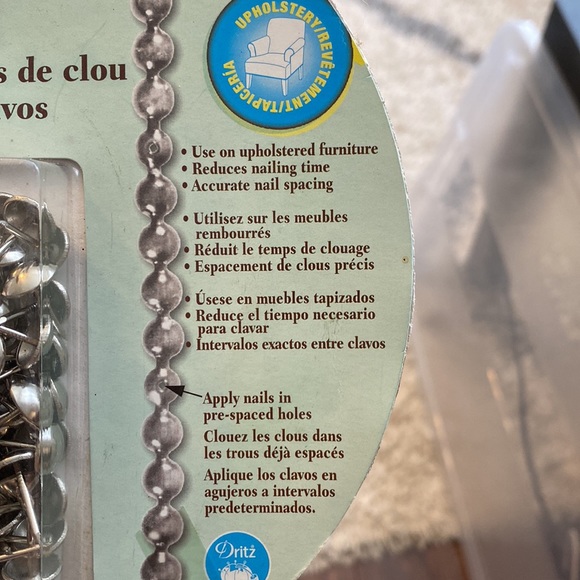 UPHOLSTERY/REVÊTEMENT/TAPICERÍA
s de clou
vos
• Use on upholstered furniture
• Reduces nailing time
• Accurate nail spacing
• Utilisez sur les meubles
rembourrés
• Réduit le temps de clouage
• Espacement de clous précis
• Úsese en muebles tapizados
• Reduce el tiempo necesario
para clavar
• Intervalos exactos entre clavos
Apply nails in
pre-spaced holes
Clouez les clous dans
les trous déjà espacés
Aplique los clavos en
agujeros a intervalos
predeterminados.
Dritz